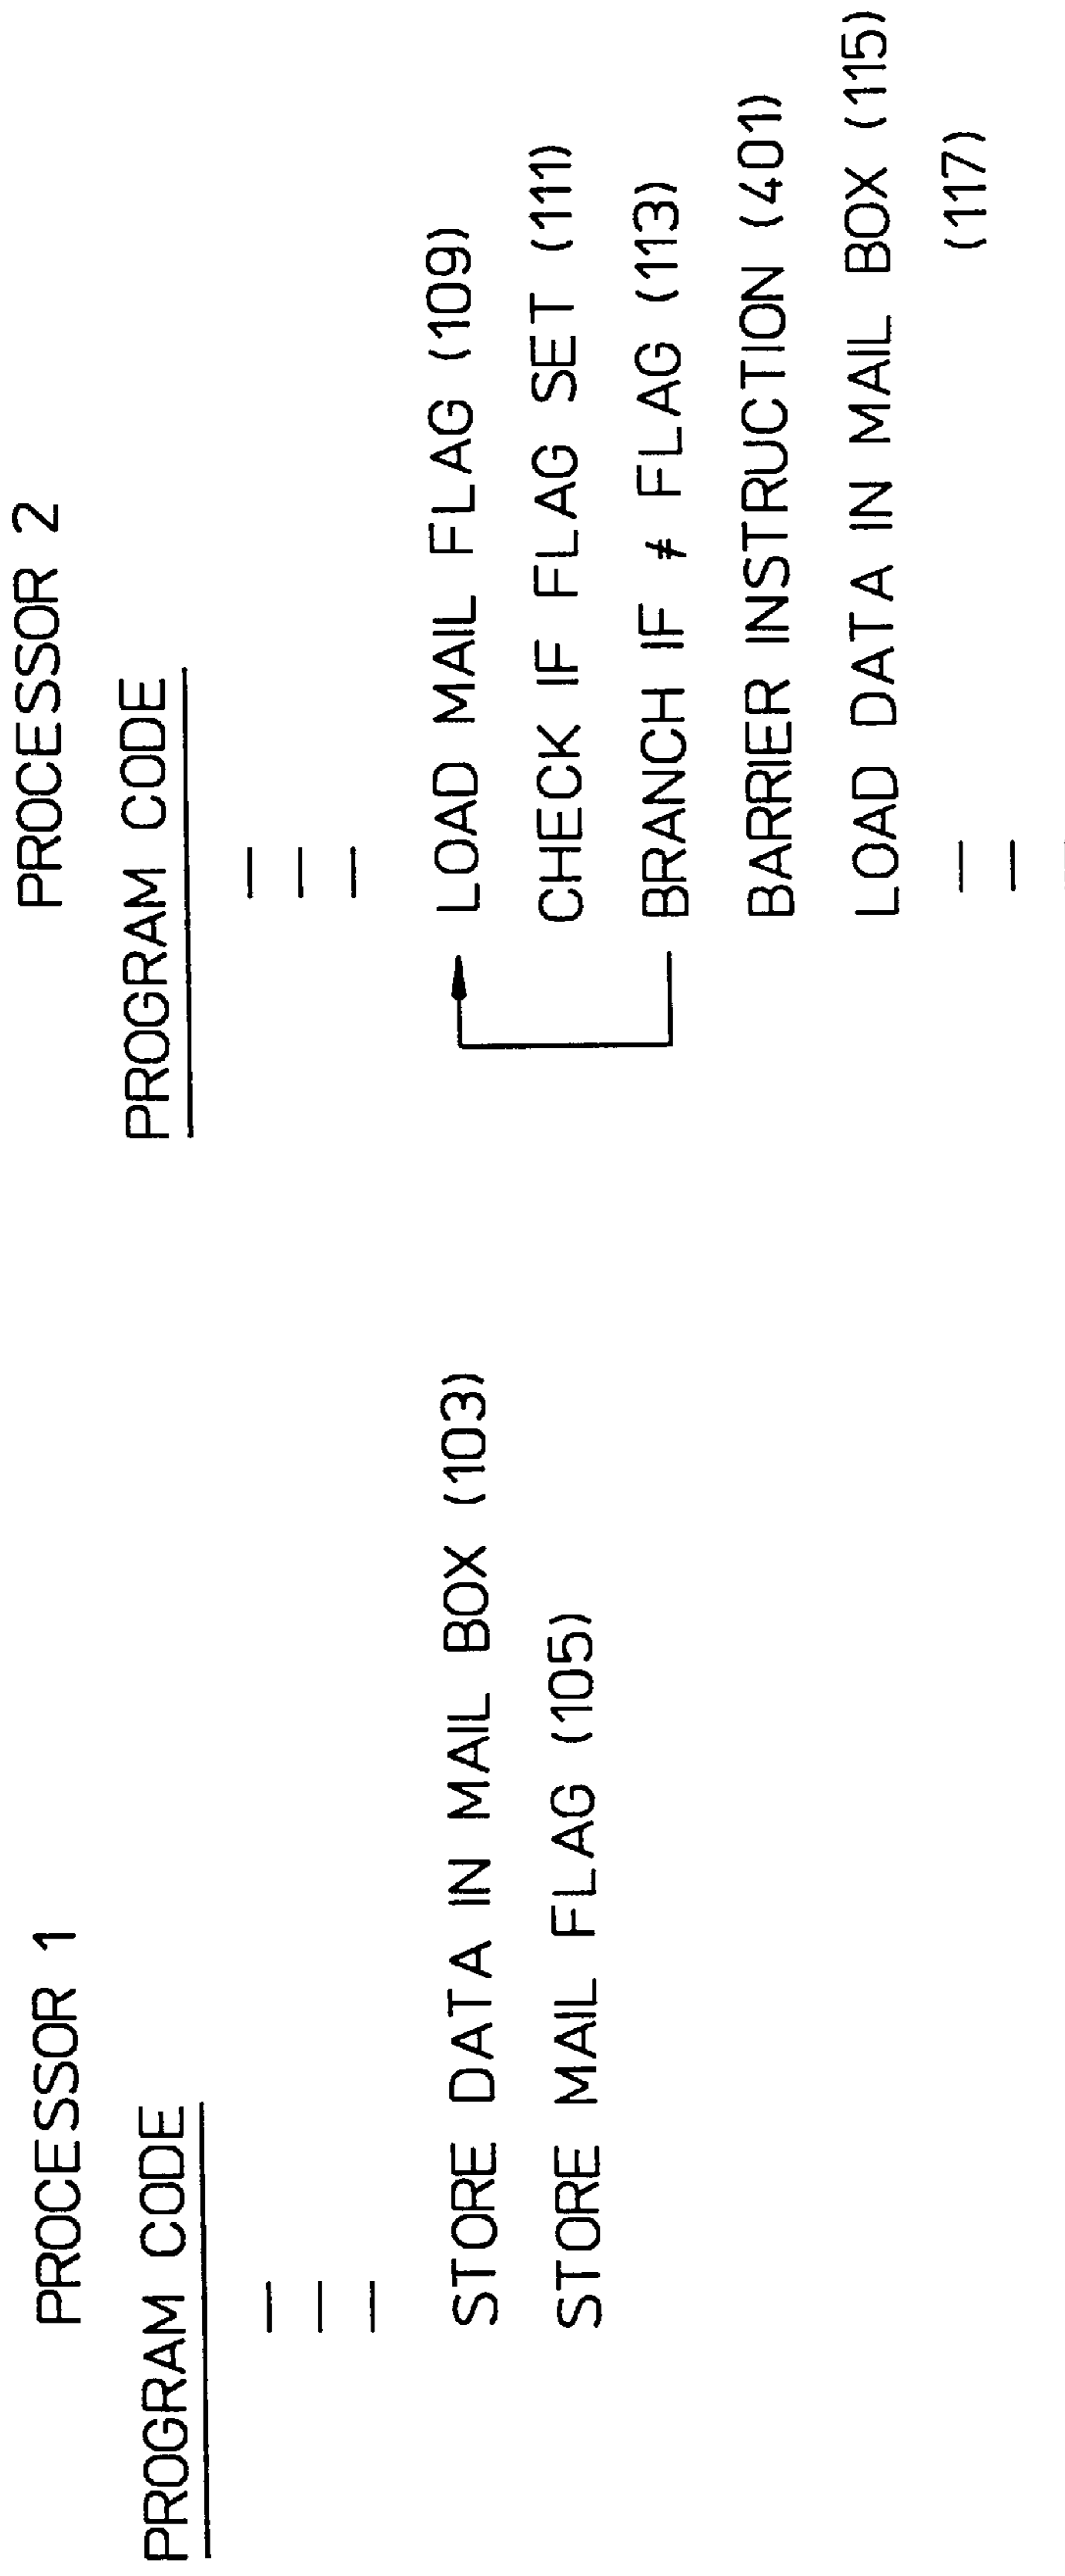 PROCESSOR 1
PROGRAM CODE
STORE DATA IN MAIL BOX (103)
STORE MAIL FLAG (105)
PROCESSOR 2
PROGRAM CODE
LOAD MAIL FLAG (109)
CHECK IF FLAG SET (111)
BRANCH IF ≠ FLAG (113)
BARRIER INSTRUCTION (401)
LOAD DATA IN MAIL BOX (115)
(117)